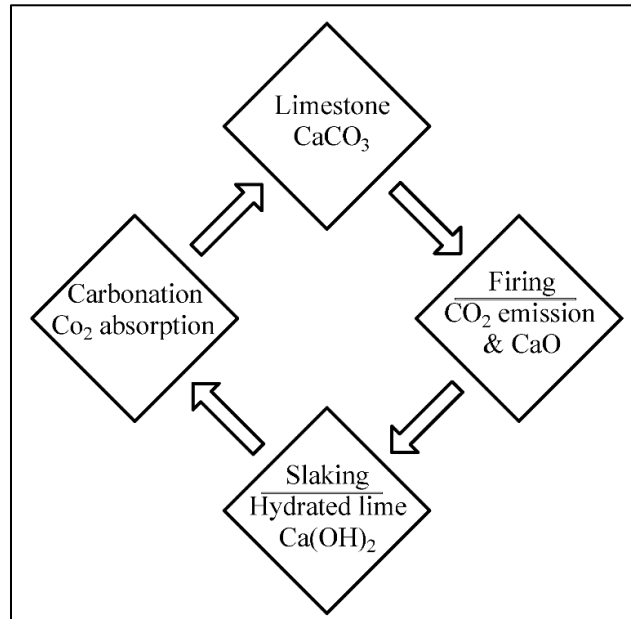 Limestone
CaCO₃
Firing
CO₂ emission
& CaO
Slaking
Hydrated lime
Ca(OH)₂
Carbonation
Co₂ absorption